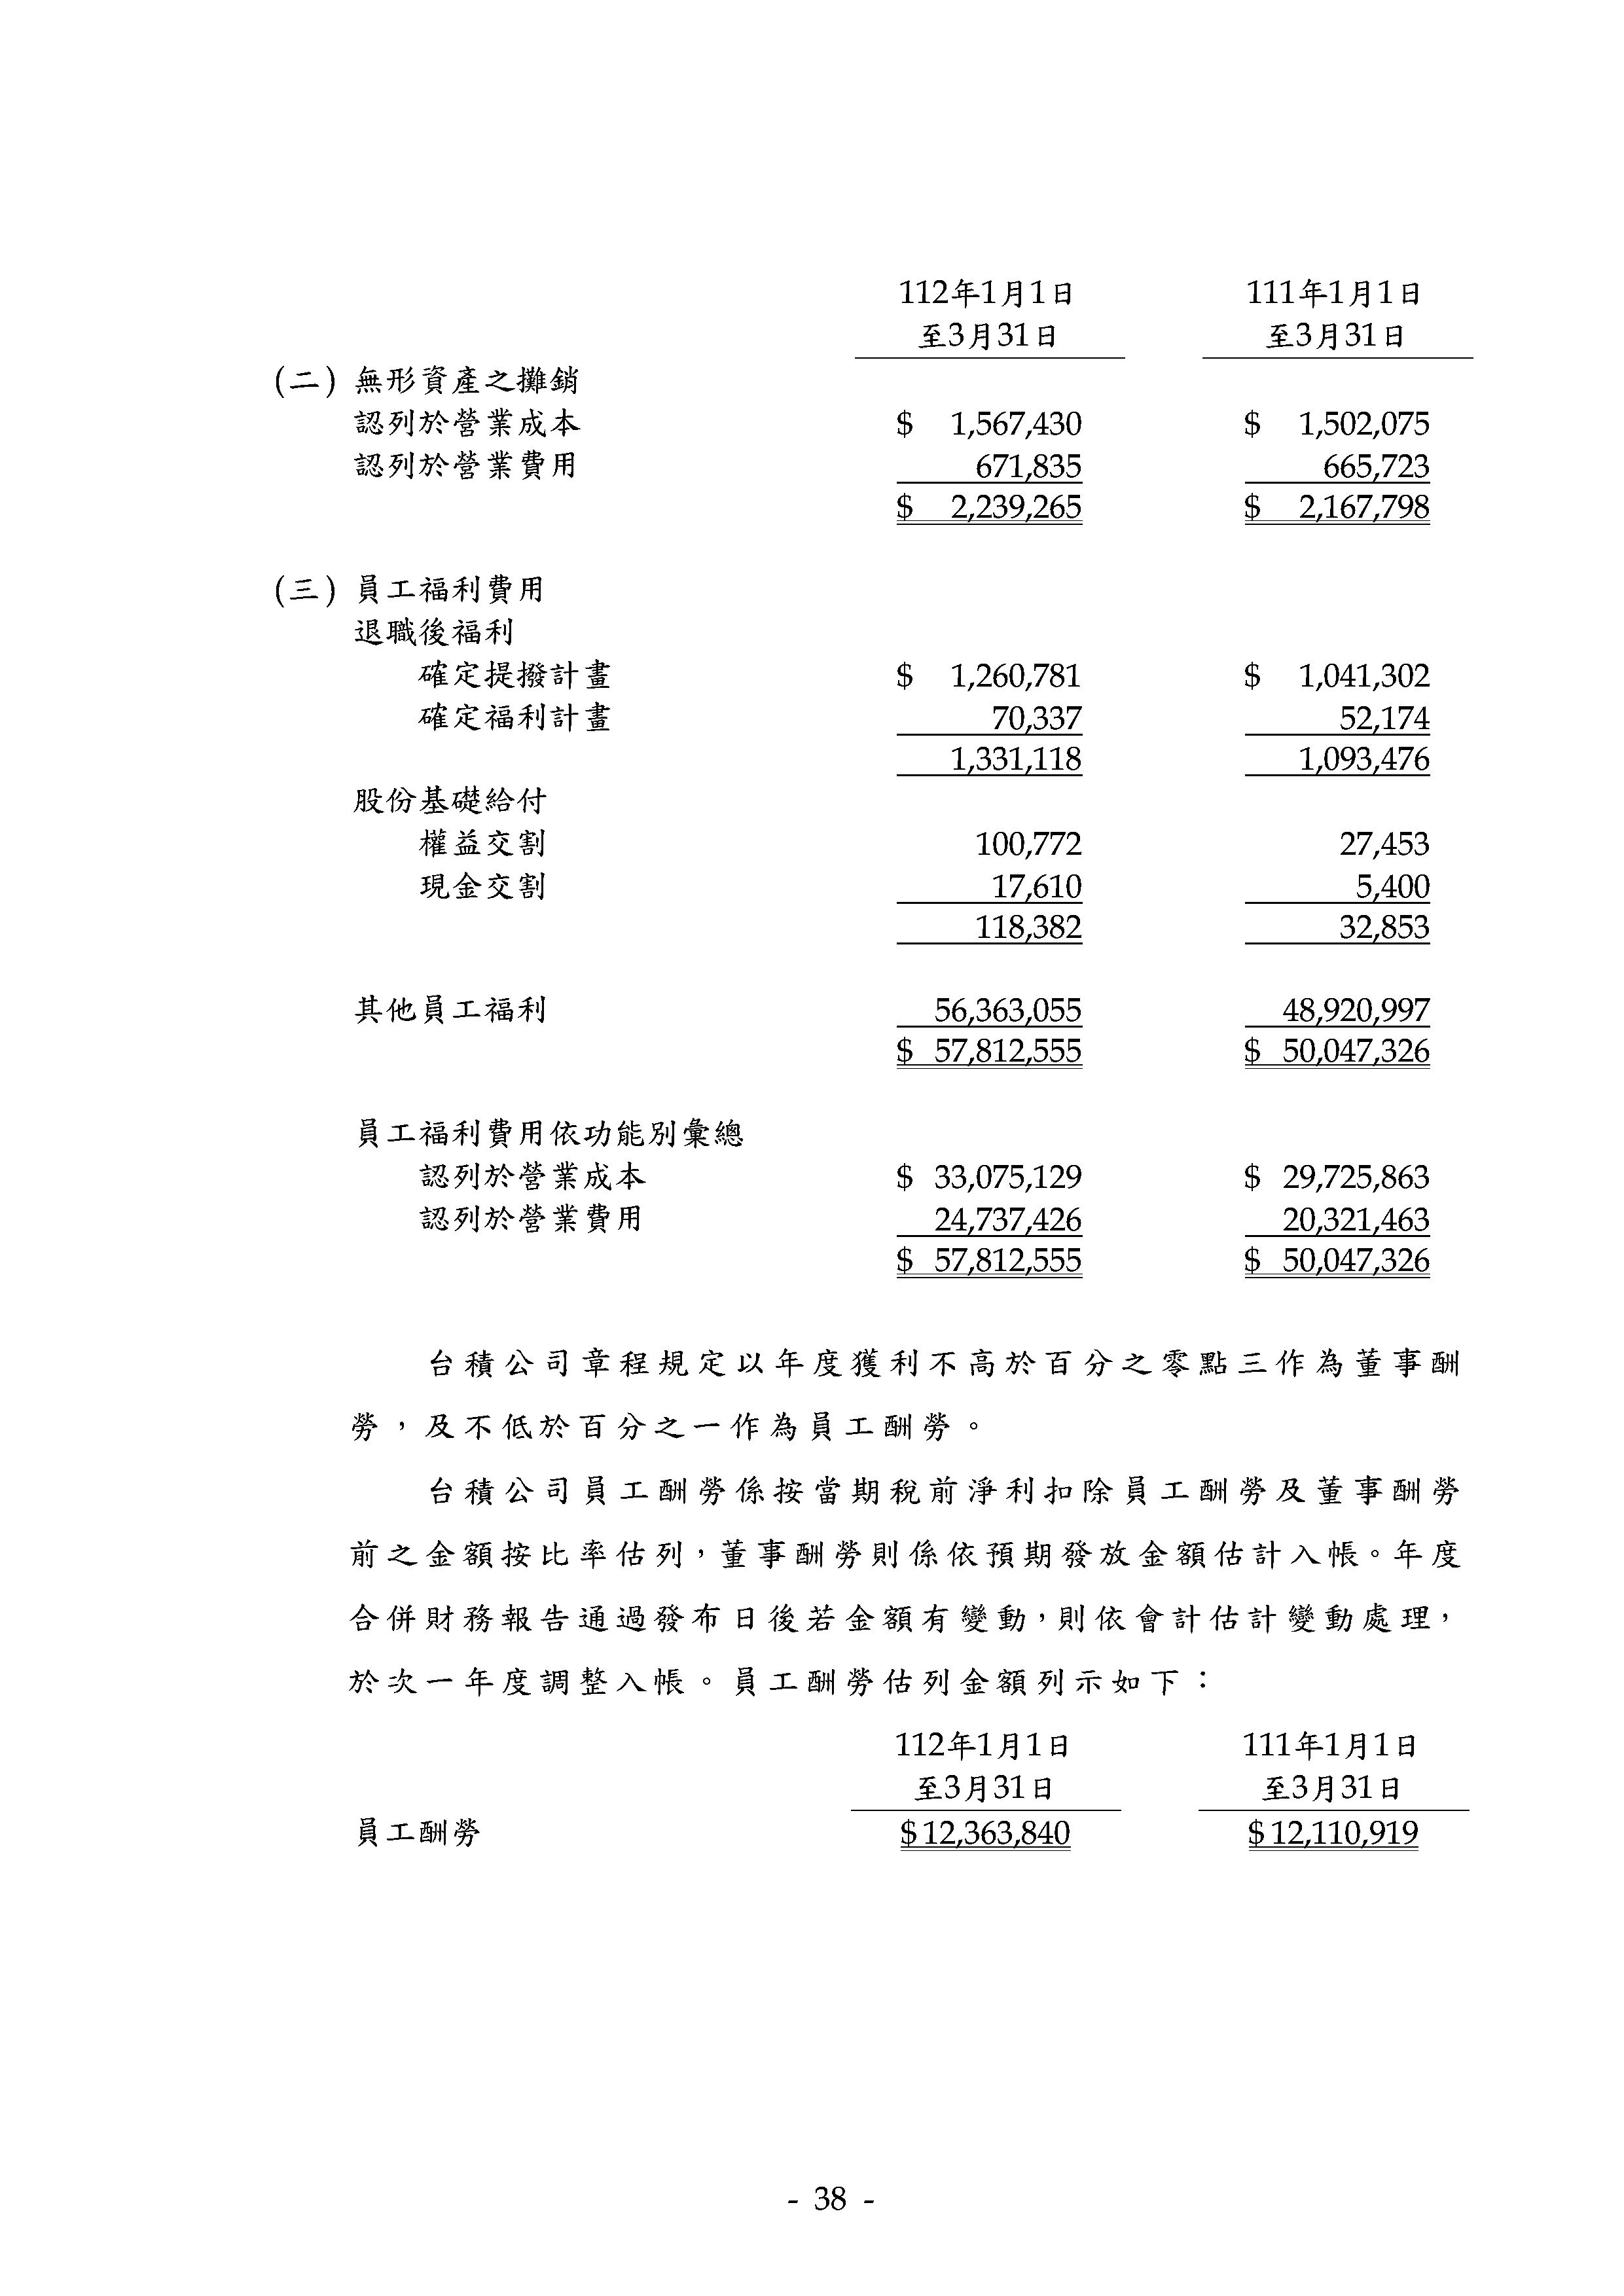 112年1月1日 111年1月1日
至3月31日 至3月31日
(二) 無形資產之攤銷
認列於營業成本 $ 1,567,430 $ 1,502,075
認列於營業費用 671,835 665,723
$ 2,239,265 $ 2,167,798
(三) 員工福利費用
退職後福利
確定提撥計畫 $ 1,260,781 $ 1,041,302
確定福利計畫 70,337 52,174
1,331,118 1,093,476
股份基礎給付
權益交割 100,772 27,453
現金交割 17,610 5,400
118,382 32,853
其他員工福利 56,363,055 48,920,997
$ 57,812,555 $ 50,047,326
員工福利費用依功能別彙總
認列於營業成本 $ 33,075,129 $ 29,725,863
認列於營業費用 24,737,426 20,321,463
$ 57,812,555 $ 50,047,326
台積公司章程規定以年度獲利不高於百分之零點三作為董事酬
勞，及不低於百分之一作為員工酬勞。
台積公司員工酬勞係按當期稅前淨利扣除員工酬勞及董事酬勞
前之金額按比率估列，董事酬勞則係依預期發放金額估計入帳。年度
合併財務報告通過發布日後若金額有變動，則依會計估計變動處理，
於次一年度調整入帳。員工酬勞估列金額列示如下：
112年1月1日 111年1月1日
至3月31日 至3月31日
員工酬勞 $ 12,363,840 $ 12,110,919
- 38 -